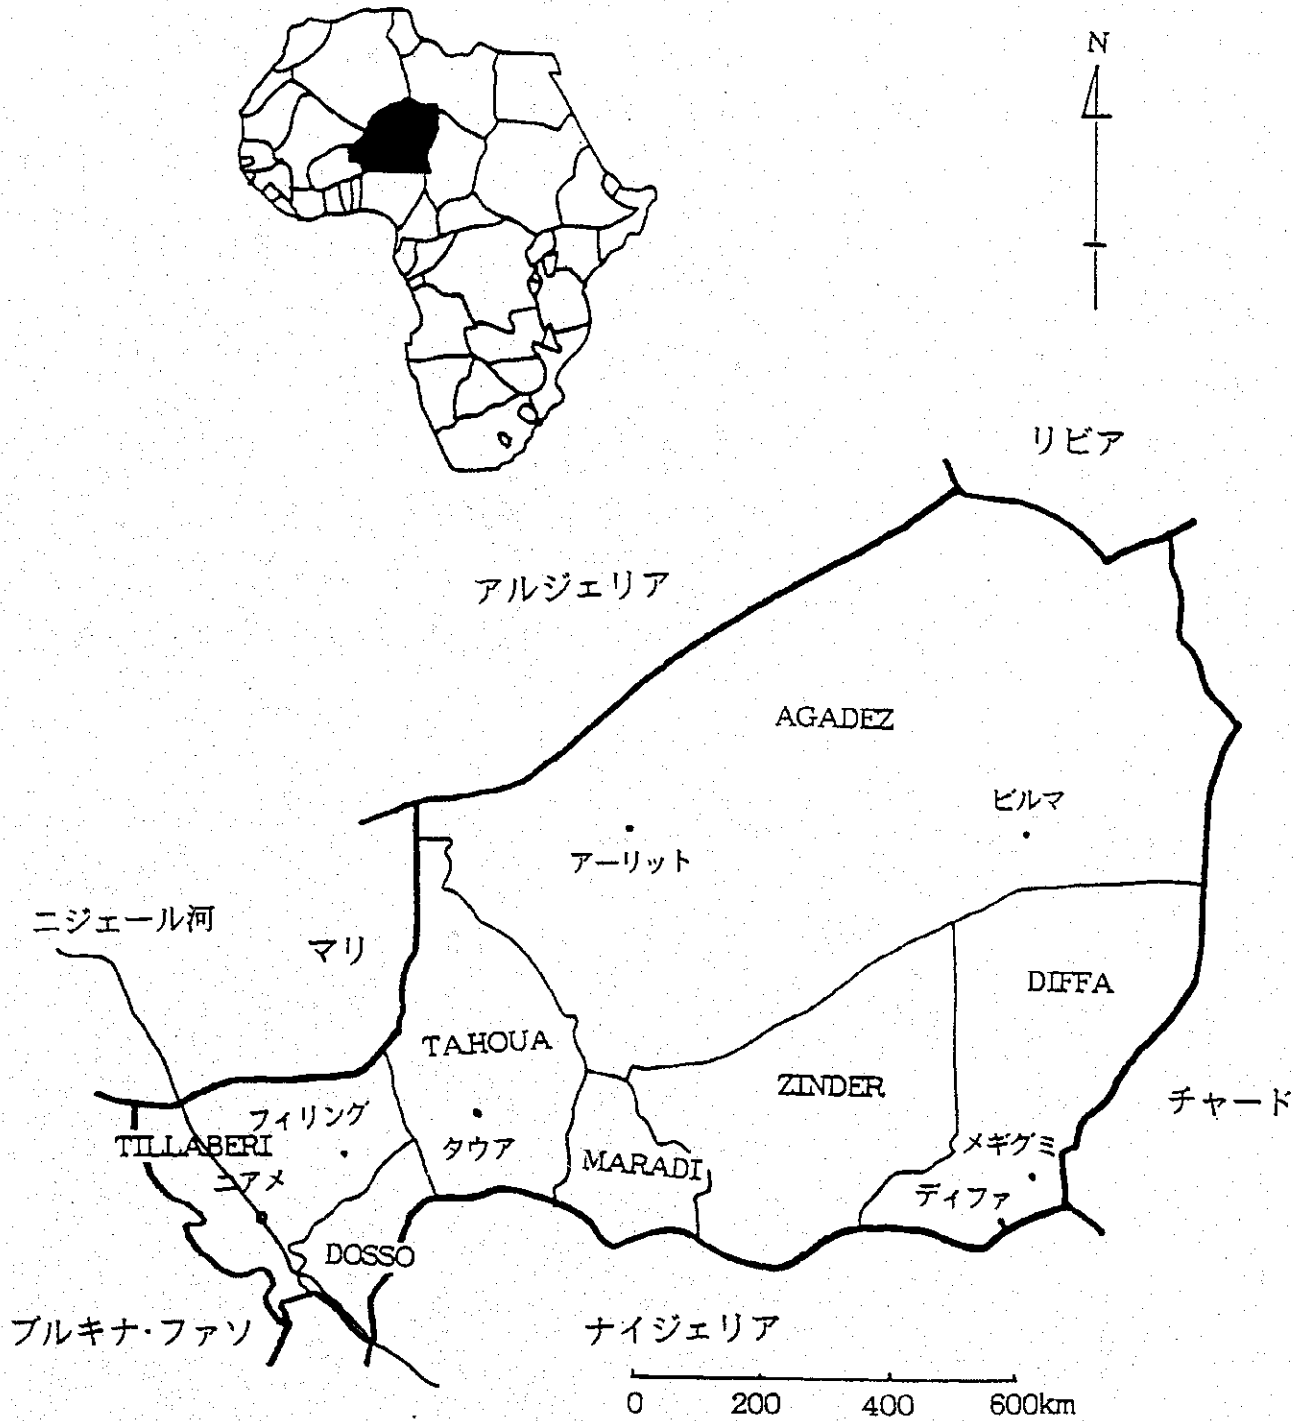 N
リビア
アルジェリア
AGADEZ
ビルマ
アーリット
ニジェール河
マリ
DIFFA
TAHOUA
ZINDER
チャード
フィリング
TILLABERI
タウア
メギグミ
MARADI
ニアメ
ディファ
DOSSO
ブルキナ・ファソ
ナイジェリア
0 200 400 600km